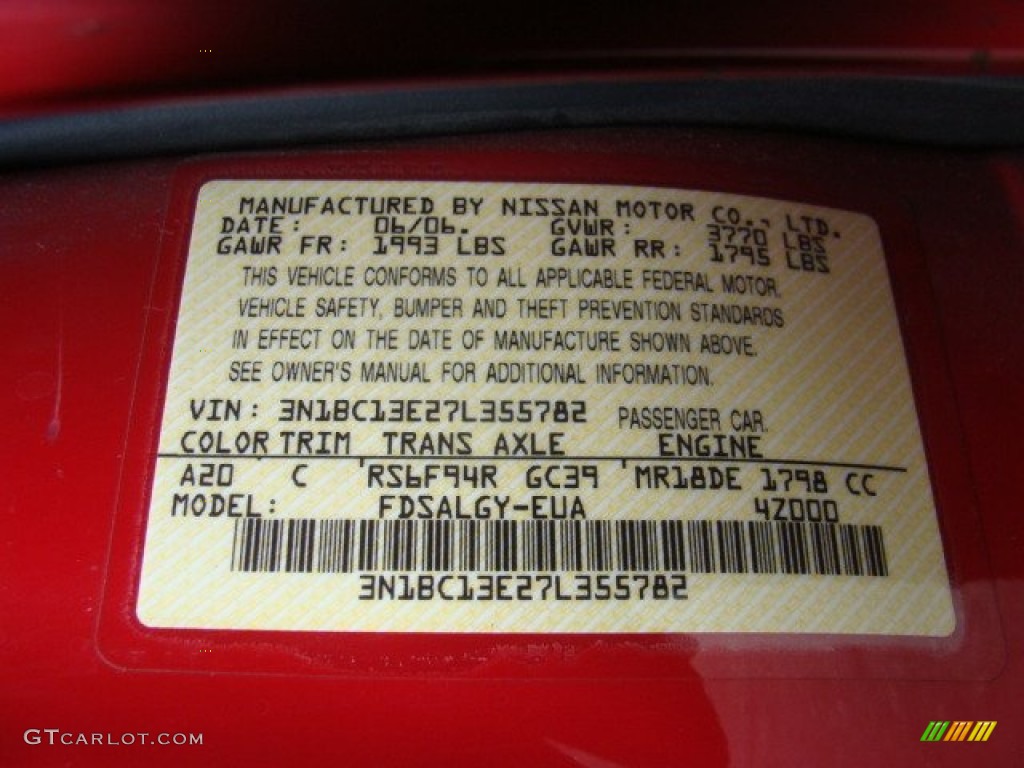 MANUFACTURED BY NISSAN MOTOR CO., LTD.
DATE: 06/06. GVWR: 3770 LBS
GAWR FR: 1993 LBS GAWR RR: 1795 LBS
THIS VEHICLE CONFORMS TO ALL APPLICABLE FEDERAL MOTOR
VEHICLE SAFETY, BUMPER AND THEFT PREVENTION STANDARDS
IN EFFECT ON THE DATE OF MANUFACTURE SHOWN ABOVE.
SEE OWNER'S MANUAL FOR ADDITIONAL INFORMATION.
VIN: 3N1BC13E27L355782 PASSENGER CAR.
COLOR TRIM TRANS AXLE ENGINE
A20 C RS6F94R GC39 MR18DE 1798 CC
MODEL: FDSALGY-EUA 4Z000
3N1BC13E27L355782
GTCARLOT.COM